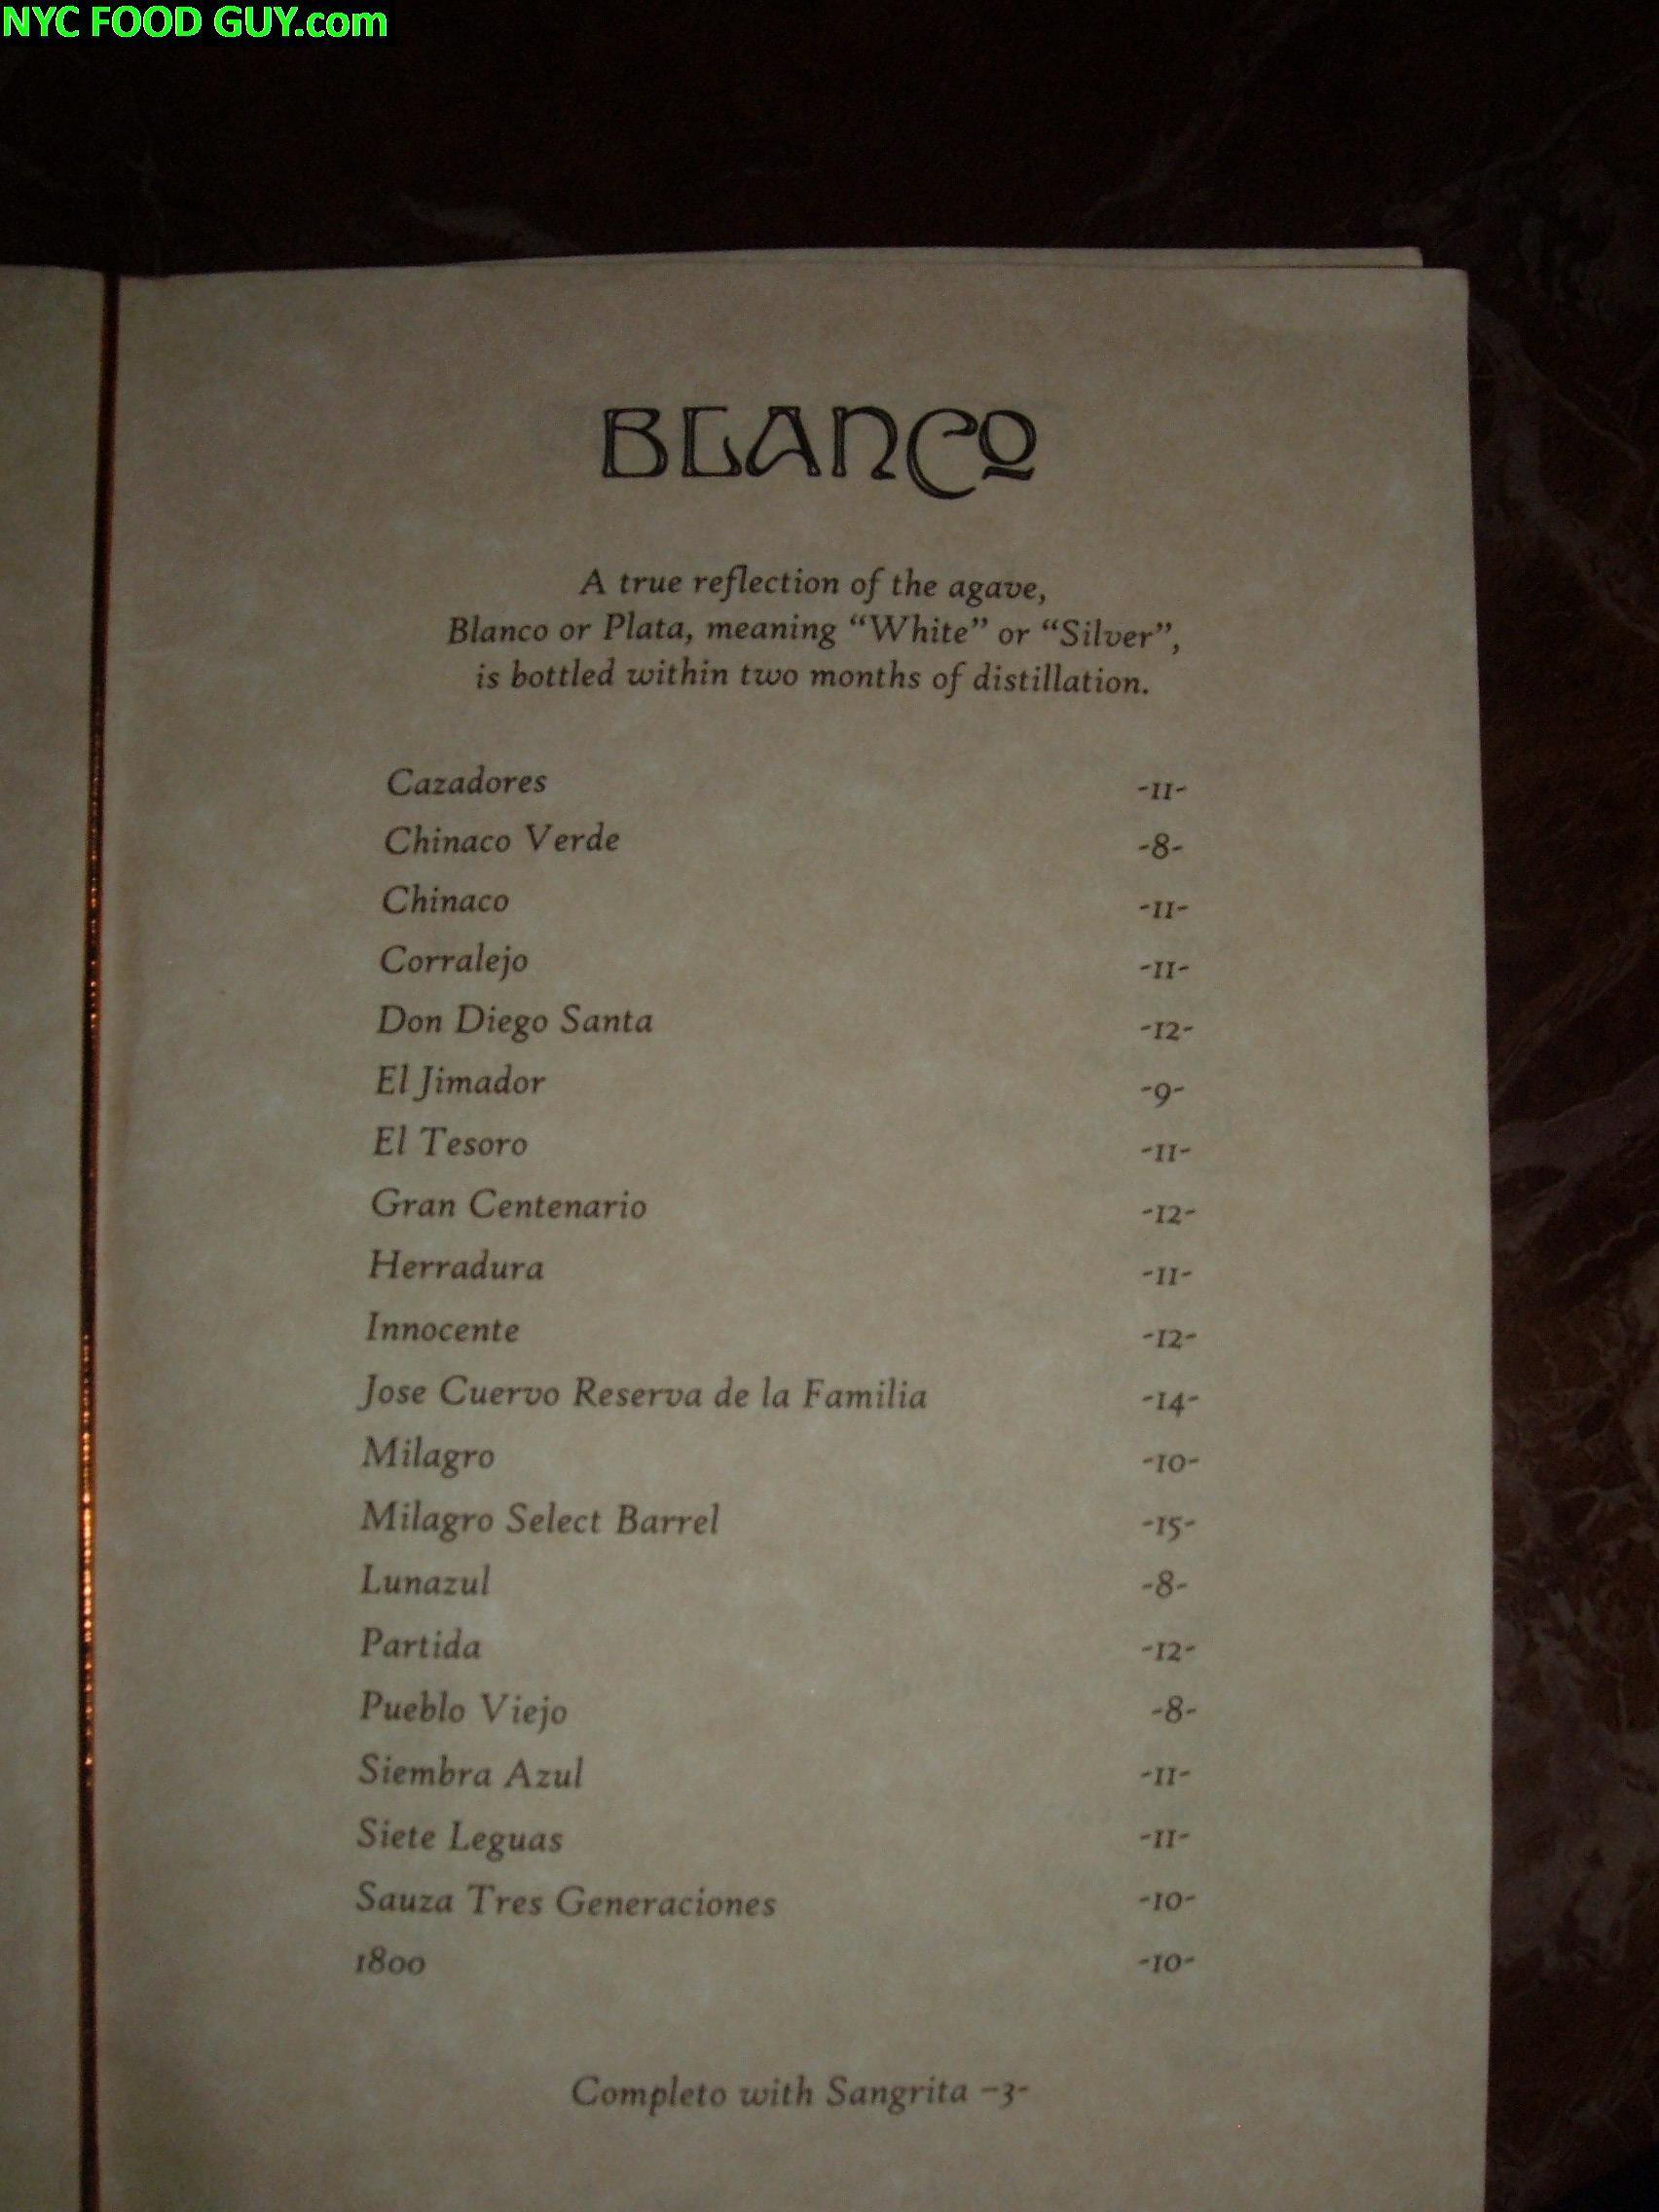 NYC FOOD GUY.com
BLANCO
A true reflection of the agave,
Blanco or Plata, meaning “White” or “Silver”,
is bottled within two months of distillation.
Cazadores -11-
Chinaco Verde -8-
Chinaco -11-
Corralejo -11-
Don Diego Santa -12-
El Jimador -9-
El Tesoro -11-
Gran Centenario -12-
Herradura -11-
Innocente -12-
Jose Cuervo Reserva de la Familia -14-
Milagro -10-
Milagro Select Barrel -15-
Lunazul -8-
Partida -12-
Pueblo Viejo -8-
Siembra Azul -11-
Siete Leguas -11-
Sauza Tres Generaciones -10-
1800 -10-
Completo with Sangrita –3-